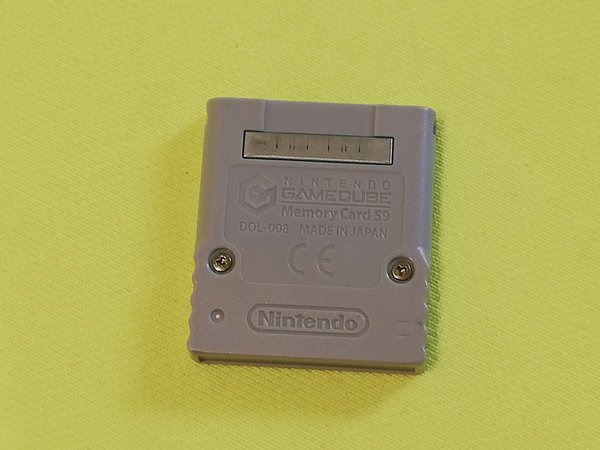 NINTENDO
GAMECUBE
Memory Card 59
DOL-008 MADE IN JAPAN
CE
Nintendo